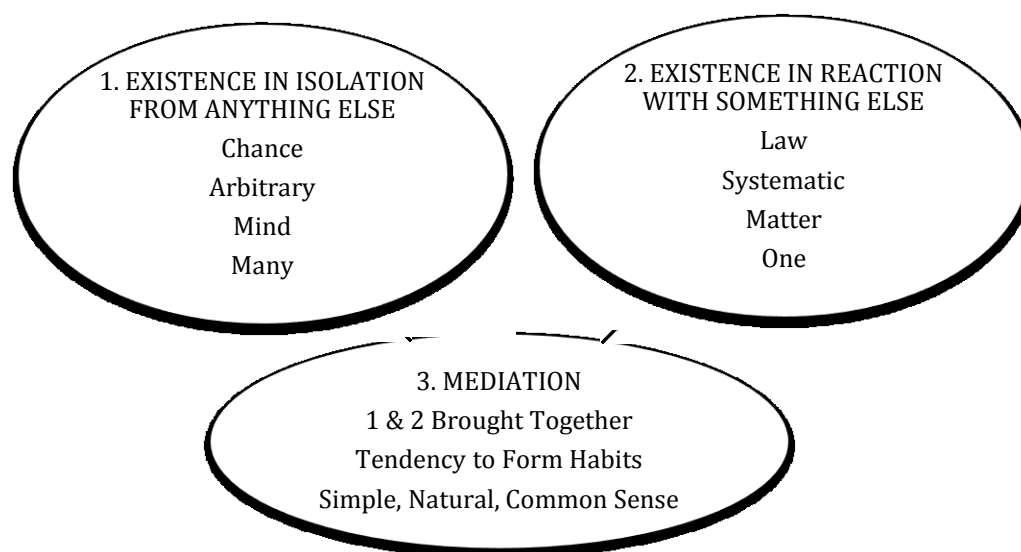 1. EXISTENCE IN ISOLATION
FROM ANYTHING ELSE
Chance
Arbitrary
Mind
Many
2. EXISTENCE IN REACTION
WITH SOMETHING ELSE
Law
Systematic
Matter
One
3. MEDIATION
1 & 2 Brought Together
Tendency to Form Habits
Simple, Natural, Common Sense